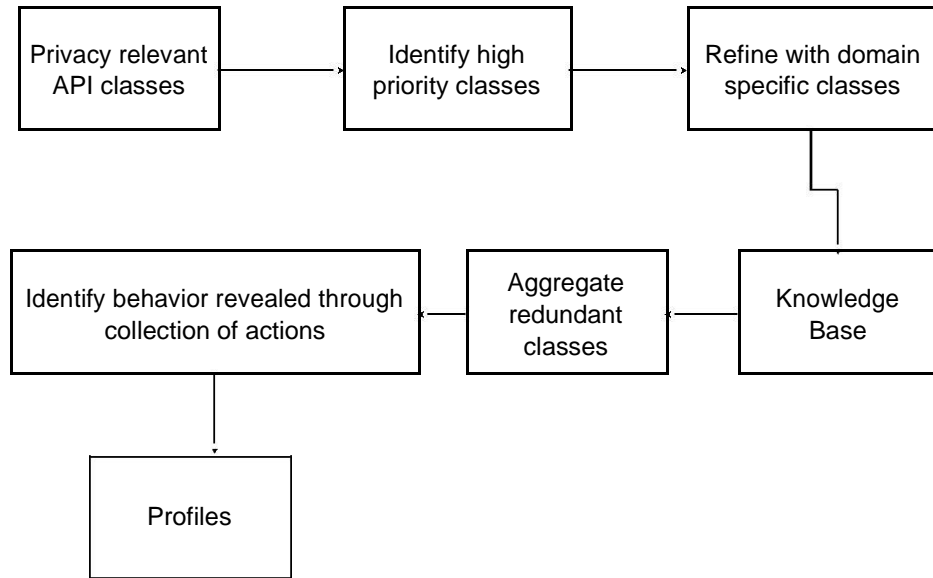 Privacy relevant
API classes
Identify high
priority classes
Refine with domain
specific classes
Knowledge
Base
Aggregate
redundant
classes
Identify behavior revealed through
collection of actions
Profiles